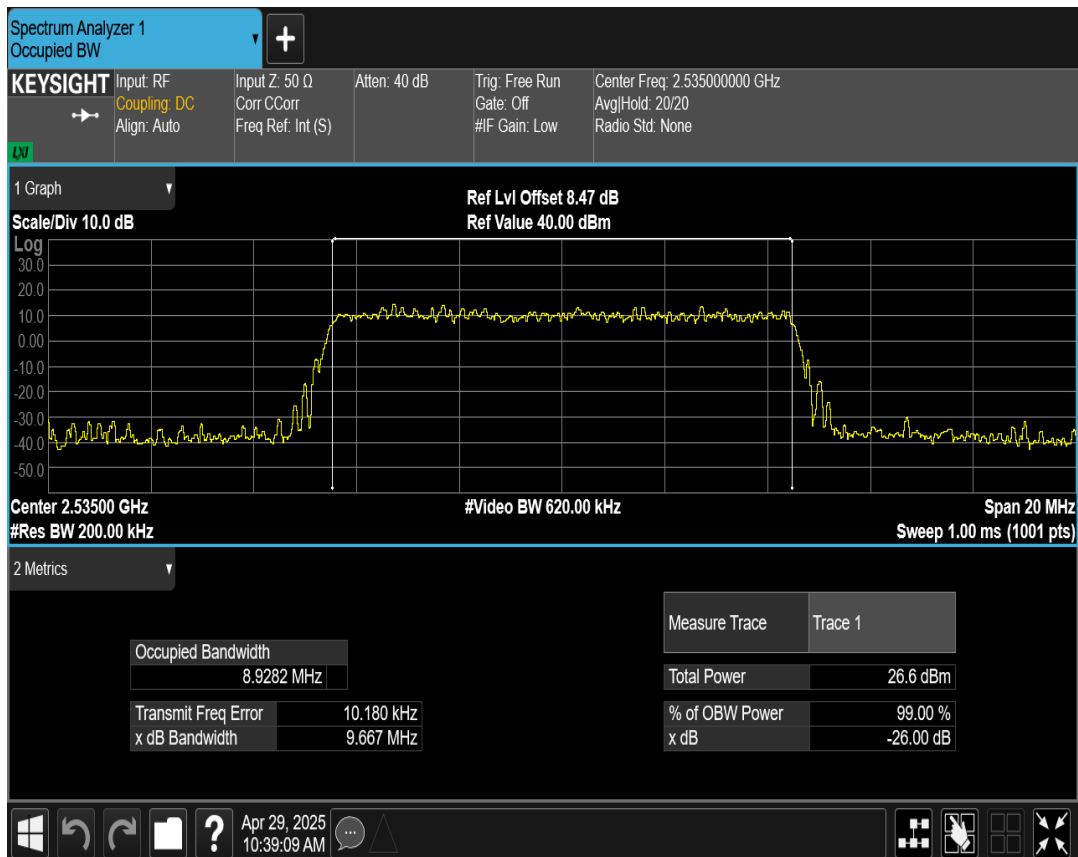 Spectrum Analyzer 1
Occupied BW
+
KEYSIGHT
LXI
Input: RF
Coupling: DC
Align: Auto
Input Z: 50 Ω
Corr CCorr
Freq Ref: Int (S)
Atten: 40 dB
Trig: Free Run
Gate: Off
#IF Gain: Low
Center Freq: 2.535000000 GHz
Avg|Hold: 20/20
Radio Std: None
1 Graph
Scale/Div 10.0 dB
Ref Lvl Offset 8.47 dB
Ref Value 40.00 dBm
Log
30.0
20.0
10.0
0.00
-10.0
-20.0
-30.0
-40.0
-50.0
Center 2.53500 GHz
#Video BW 620.00 kHz
Span 20 MHz
#Res BW 200.00 kHz
Sweep 1.00 ms (1001 pts)
2 Metrics
Measure Trace Trace 1
Occupied Bandwidth
8.9282 MHz
Total Power 26.6 dBm
Transmit Freq Error 10.180 kHz
% of OBW Power 99.00 %
x dB Bandwidth 9.667 MHz
x dB -26.00 dB
?
Apr 29, 2025
10:39:09 AM